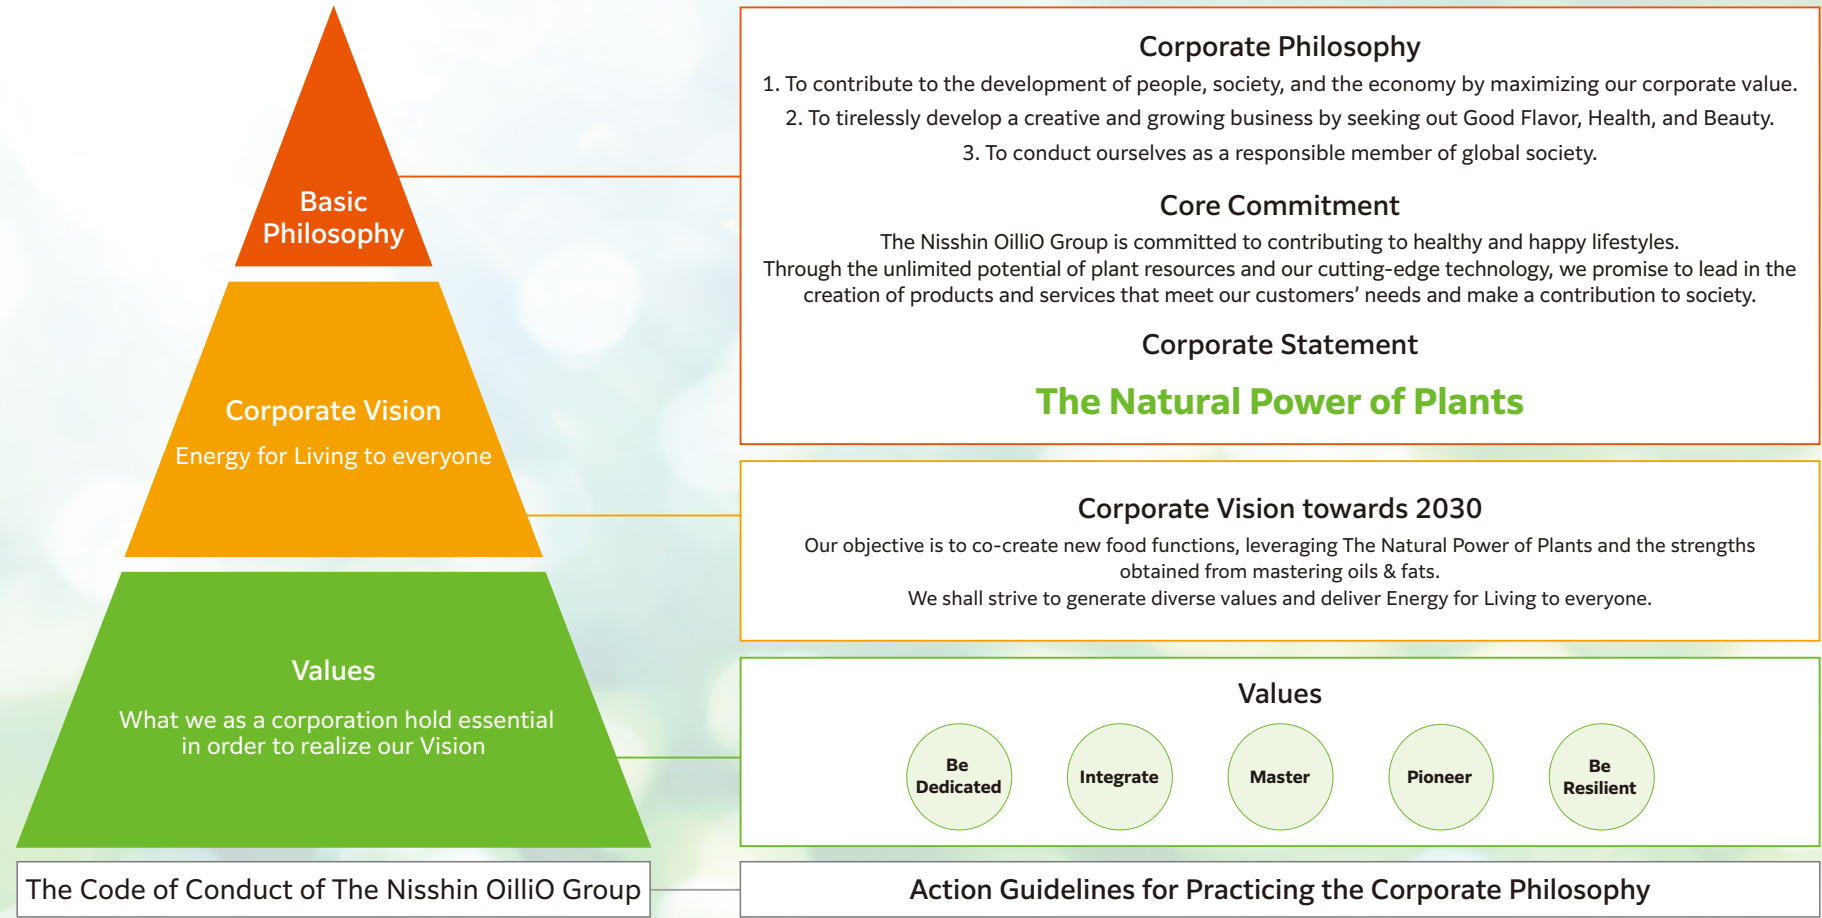 Basic
Philosophy
Corporate Vision
Energy for Living to everyone
Values
What we as a corporation hold essential
in order to realize our Vision
The Code of Conduct of The Nisshin OilliO Group
Corporate Philosophy
1. To contribute to the development of people, society, and the economy by maximizing our corporate value.
2. To tirelessly develop a creative and growing business by seeking out Good Flavor, Health, and Beauty.
3. To conduct ourselves as a responsible member of global society.
Core Commitment
The Nisshin OilliO Group is committed to contributing to healthy and happy lifestyles.
Through the unlimited potential of plant resources and our cutting-edge technology, we promise to lead in the
creation of products and services that meet our customers’ needs and make a contribution to society.
Corporate Statement
The Natural Power of Plants
Corporate Vision towards 2030
Our objective is to co-create new food functions, leveraging The Natural Power of Plants and the strengths
obtained from mastering oils & fats.
We shall strive to generate diverse values and deliver Energy for Living to everyone.
Values
Be
Dedicated
Integrate
Master
Pioneer
Be
Resilient
Action Guidelines for Practicing the Corporate Philosophy